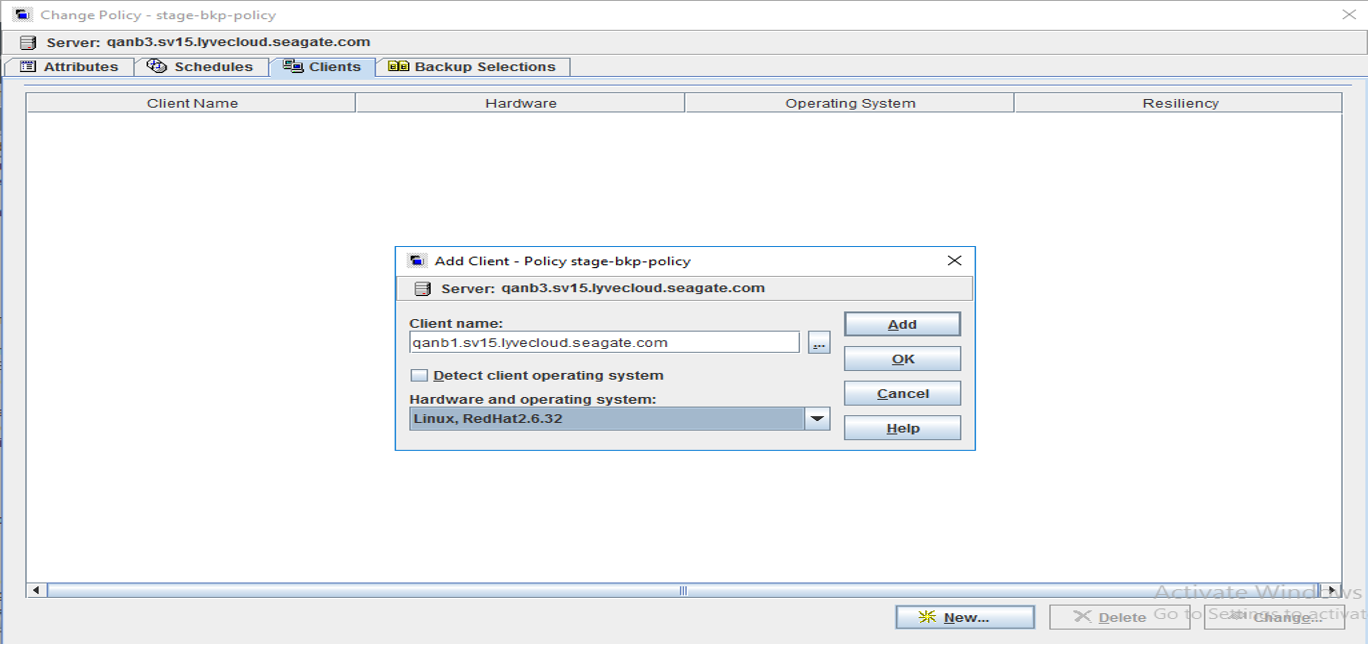 Change Policy - stage-bkp-policy
Server: qanb3.sv15.lyvecloud.seagate.com
Attributes Schedules Clients Backup Selections
Client Name Hardware Operating System Resiliency
Add Client - Policy stage-bkp-policy
Server: qanb3.sv15.lyvecloud.seagate.com
Client name:
qanb1.sv15.lyvecloud.seagate.com
...
Detect client operating system
Hardware and operating system:
Linux, RedHat2.6.32
Add
OK
Cancel
Help
Activate Windows
Go to Settings to activat
New... Delete Change...